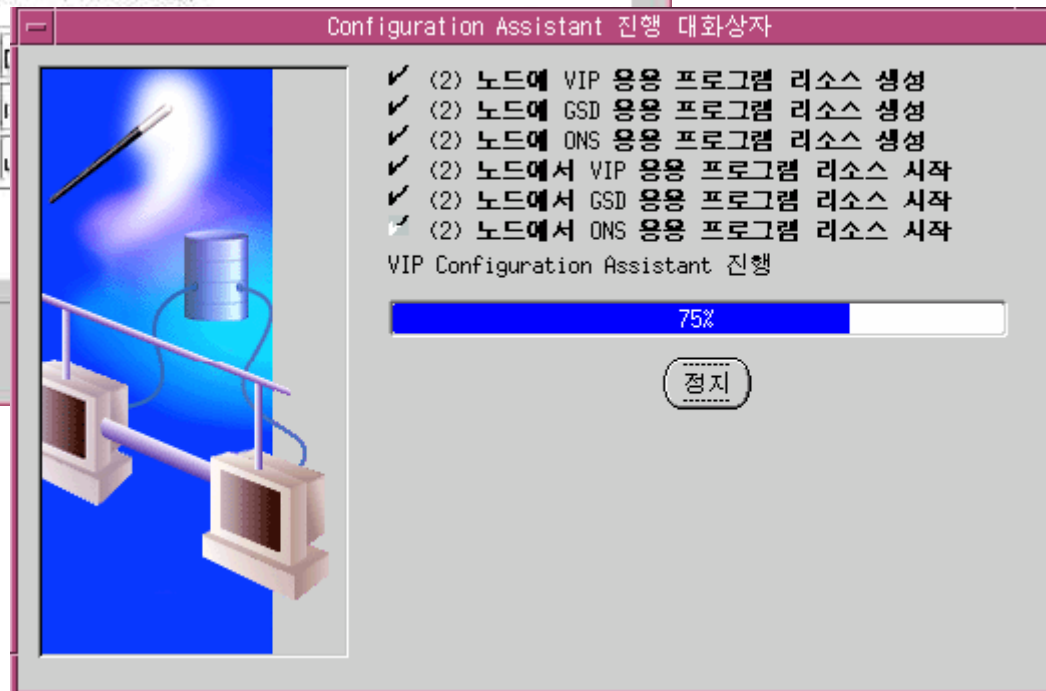 Configuration Assistant 진행 대화상자
(2) 노드에 VIP 응용 프로그램 리소스 생성
(2) 노드에 GSD 응용 프로그램 리소스 생성
(2) 노드에 ONS 응용 프로그램 리소스 생성
(2) 노드에서 VIP 응용 프로그램 리소스 시작
(2) 노드에서 GSD 응용 프로그램 리소스 시작
(2) 노드에서 ONS 응용 프로그램 리소스 시작
VIP Configuration Assistant 진행
75%
정지